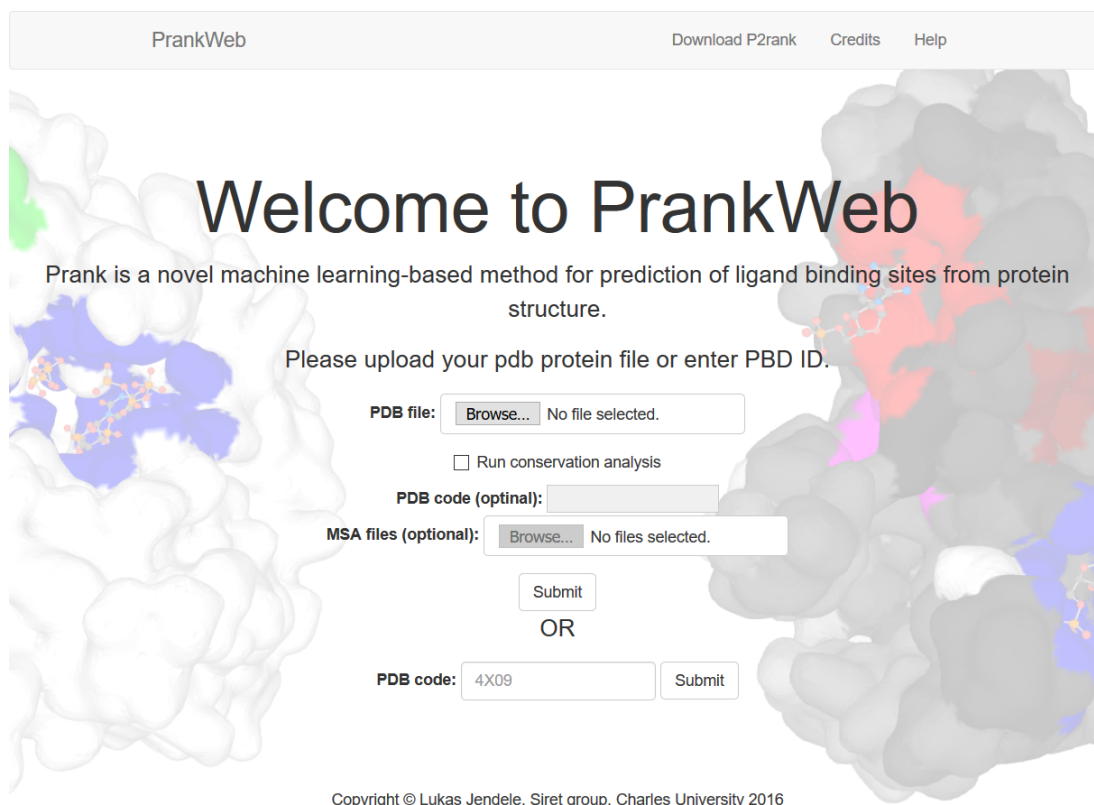 PrankWeb Download P2rank Credits Help
Welcome to PrankWeb
Prank is a novel machine learning-based method for prediction of ligand binding sites from protein
structure.
Please upload your pdb protein file or enter PBD ID.
PDB file: Browse... No file selected.
Run conservation analysis
PDB code (optinal):
MSA files (optional): Browse... No files selected.
Submit
OR
PDB code: 4X09 Submit
Copyright © Lukas Jendele, Siret group, Charles University 2016